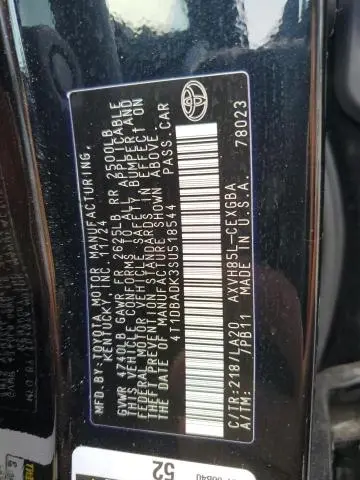 MFD. BY:TOYOTA MOTOR MANUFACTURING,
KENTUCKY, INC. 11/24
GVWR 4740LB GAWR FR 2625LB RR 2500LB
THIS VEHICLE CONFORMS TO ALL APPLICABLE
FEDERAL MOTOR VEHICLE SAFETY, BUMPER, AND
THEFT PREVENTION STANDARDS IN EFFECT ON
THE DATE OF MANUFACTURE SHOWN ABOVE.
4T1DBADK3SU518544 PASS.CAR
C/TR:218/LA20 AXVH85L-CEXGBA
A/TM: 7PB11 MADE IN U.S.A. 78023
52